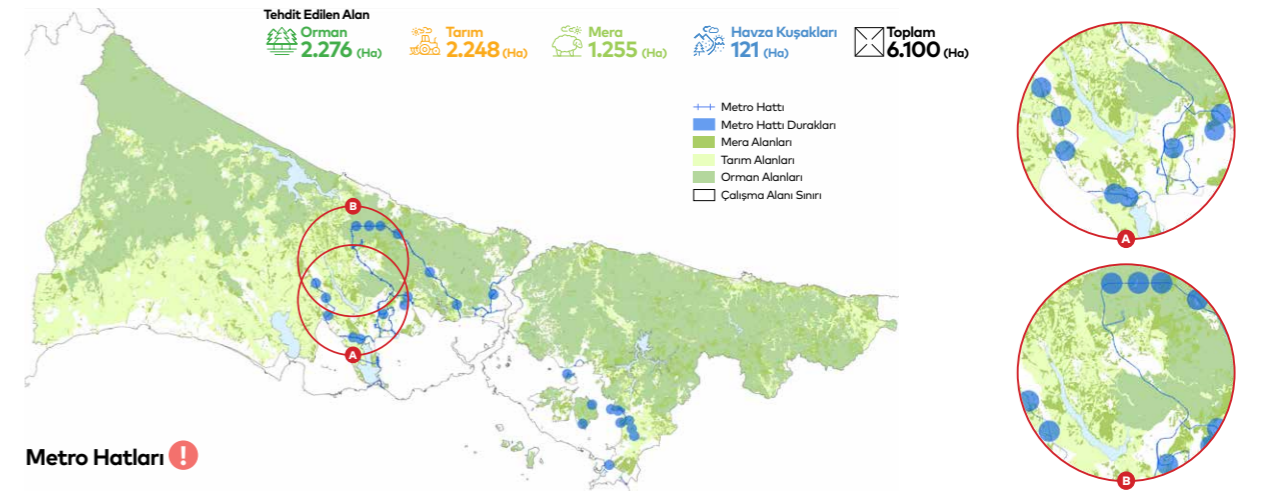 Tehdit Edilen Alan
Orman
2.276 (Ha)
Tarım
2.248 (Ha)
Mera
1.255 (Ha)
Havza Kuşakları
121 (Ha)
Toplam
6.100 (Ha)
Metro Hattı
Metro Hattı Durakları
Mera Alanları
Tarım Alanları
Orman Alanları
Çalışma Alanı Sınırı
B
A
A
B
Metro Hatları !